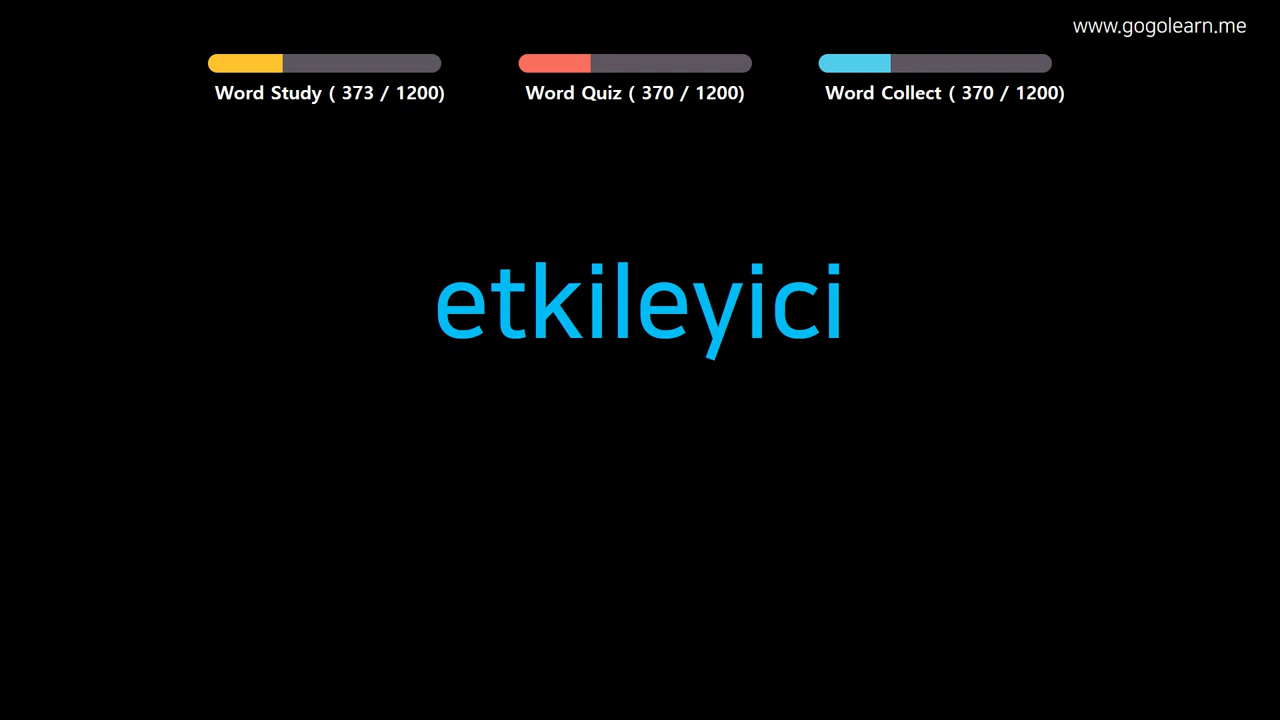 www.gogolearn.me
Word Study ( 373 / 1200)
Word Quiz ( 370 / 1200)
Word Collect ( 370 / 1200)
etkileyici